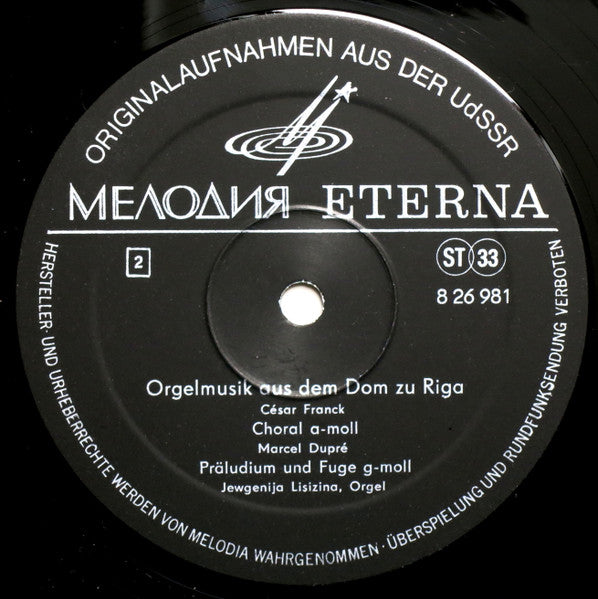 ORIGINALAUFNAHMEN AUS DER UdSSR
МЕЛОДИЯ ETERNA
2
ST 33
8 26 981
Orgelmusik aus dem Dom zu Riga
César Franck
Choral a-moll
Marcel Dupré
Präludium und Fuge g-moll
Jewgenija Lisizina, Orgel
HERSTELLER- UND URHEBERRECHTE WERDEN VON MELODIA WAHRGENOMMEN · ÜBERSPIELUNG UND RUNDFUNKSENDUNG VERBOTEN